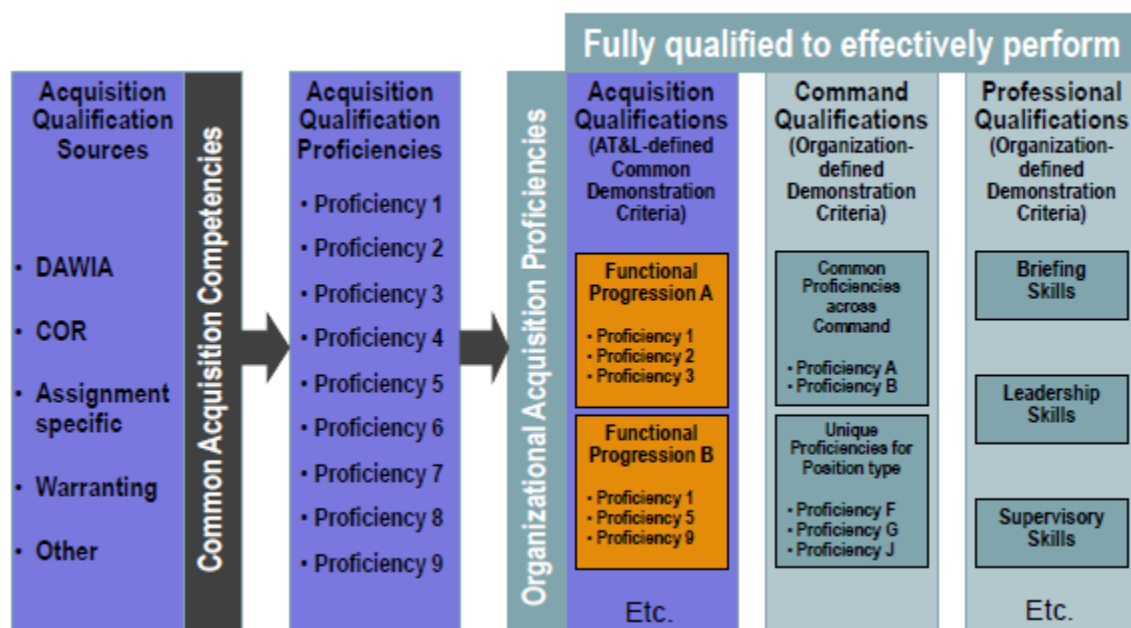 Fully qualified to effectively perform
Acquisition
Qualification
Sources
• DAWIA
• COR
• Assignment
specific
• Warranting
• Other
Common Acquisition Competencies
Acquisition
Qualification
Proficiencies
• Proficiency 1
• Proficiency 2
• Proficiency 3
• Proficiency 4
• Proficiency 5
• Proficiency 6
• Proficiency 7
• Proficiency 8
• Proficiency 9
Organizational Acquisition Proficiencies
Acquisition
Qualifications
(AT&L-defined
Common
Demonstration
Criteria)
Functional
Progression A
• Proficiency 1
• Proficiency 2
• Proficiency 3
Functional
Progression B
• Proficiency 1
• Proficiency 5
• Proficiency 9
Etc.
Command
Qualifications
(Organization-
defined
Demonstration
Criteria)
Common
Proficiencies
across
Command
• Proficiency A
• Proficiency B
Unique
Proficiencies for
Position type
• Proficiency F
• Proficiency G
• Proficiency J
Professional
Qualifications
(Organization-
defined
Demonstration
Criteria)
Briefing
Skills
Leadership
Skills
Supervisory
Skills
Etc.